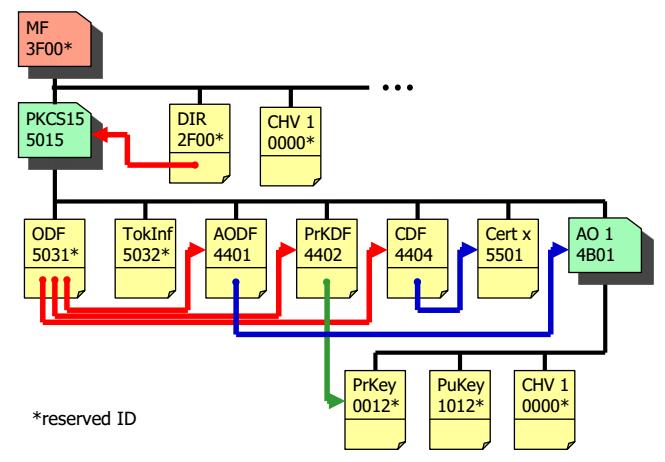 MF
3F00*
PKCS15
5015
DIR
2F00*
CHV 1
0000*
ODF
5031*
TokInf
5032*
AODF
4401
PrKDF
4402
CDF
4404
Cert x
5501
AO 1
4B01
PrKey
0012*
PuKey
1012*
CHV 1
0000*
*reserved ID